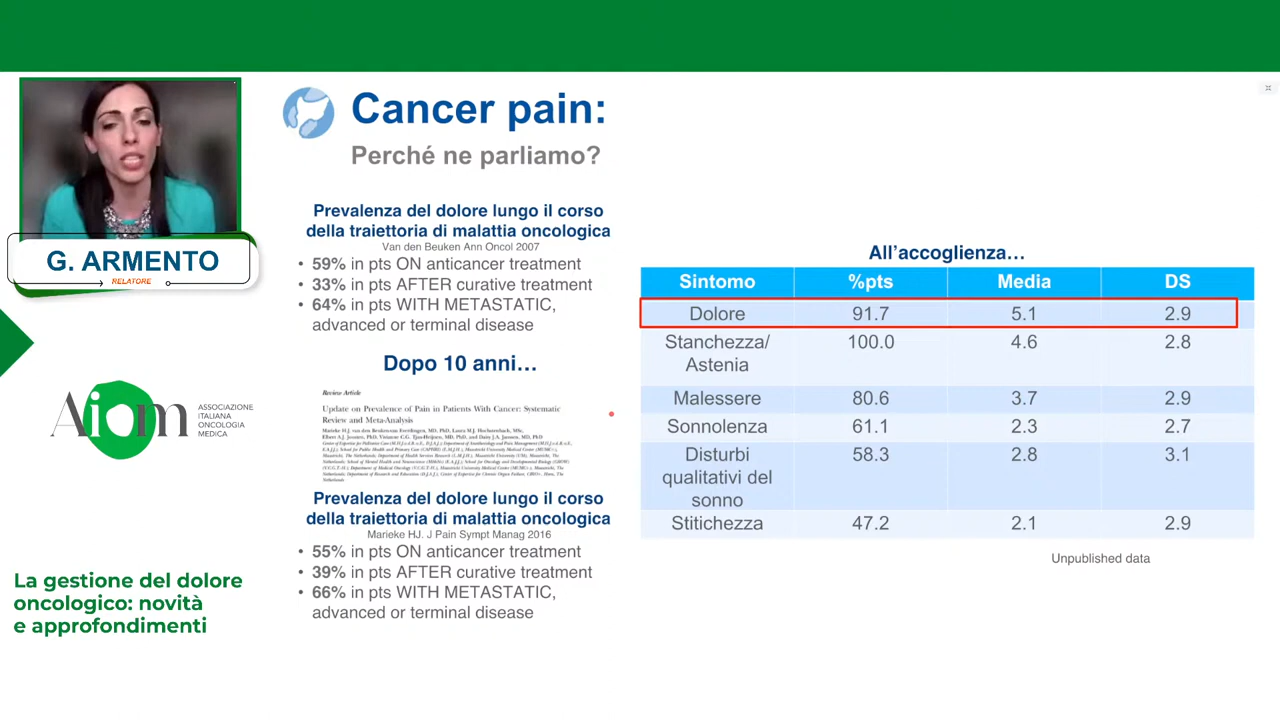 G. ARMENTO
RELATORE
Aiom
ASSOCIAZIONE
ITALIANA
ONCOLOGIA
MEDICA
La gestione del dolore
oncologico: novità
e approfondimenti
Cancer pain:
Perché ne parliamo?
Prevalenza del dolore lungo il corso
della traiettoria di malattia oncologica
Van den Beuken Ann Oncol 2007
• 59% in pts ON anticancer treatment
• 33% in pts AFTER curative treatment
• 64% in pts WITH METASTATIC,
advanced or terminal disease
Dopo 10 anni…
Review Article
Update on Prevalence of Pain in Patients With Cancer: Systematic
Review and Meta-Analysis
Prevalenza del dolore lungo il corso
della traiettoria di malattia oncologica
Marieke HJ. J Pain Sympt Manag 2016
• 55% in pts ON anticancer treatment
• 39% in pts AFTER curative treatment
• 66% in pts WITH METASTATIC,
advanced or terminal disease
All’accoglienza…
Sintomo %pts Media DS
Dolore 91.7 5.1 2.9
Stanchezza/ 100.0 4.6 2.8
Astenia
Malessere 80.6 3.7 2.9
Sonnolenza 61.1 2.3 2.7
Disturbi 58.3 2.8 3.1
qualitativi del
sonno
Stitichezza 47.2 2.1 2.9
Unpublished data